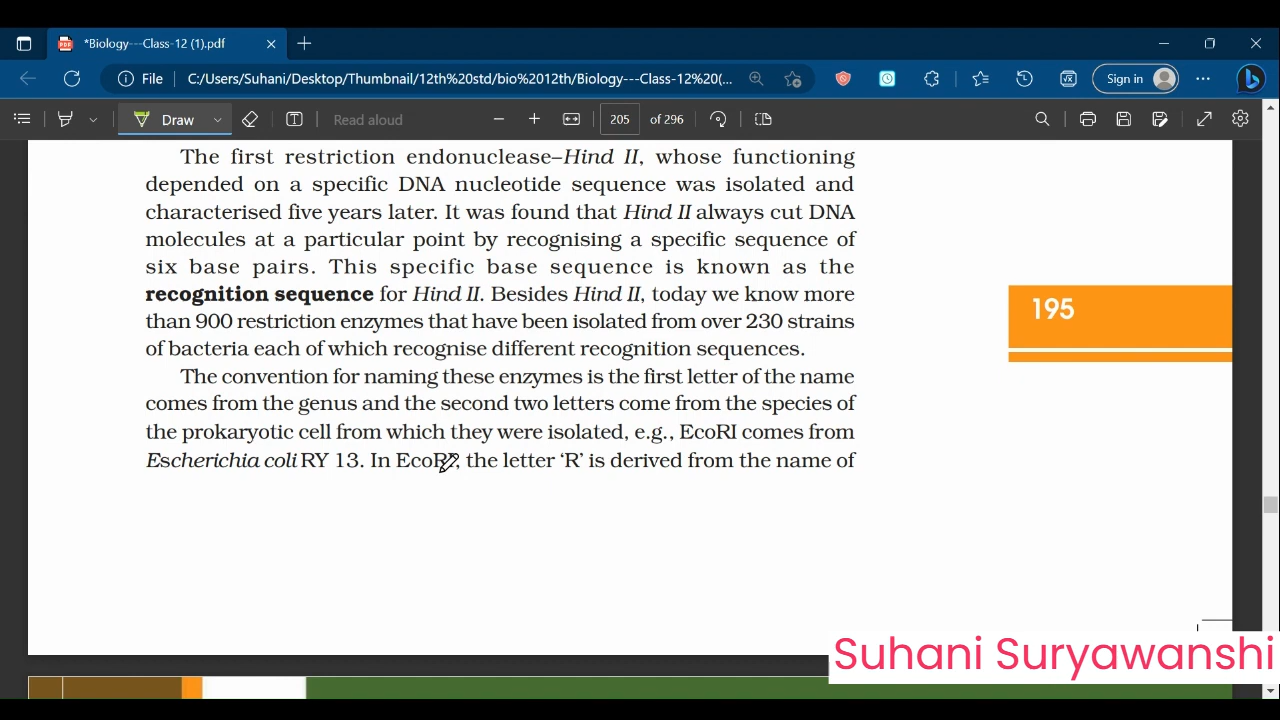 *Biology---Class-12 (1).pdf
File
C:/Users/Suhani/Desktop/Thumbnail/12th%20std/bio%2012th/Biology---Class-12%20(...
Sign in
Draw
Read aloud
205 of 296
The first restriction endonuclease–Hind II, whose functioning
depended on a specific DNA nucleotide sequence was isolated and
characterised five years later. It was found that Hind II always cut DNA
molecules at a particular point by recognising a specific sequence of
six base pairs. This specific base sequence is known as the
recognition sequence for Hind II. Besides Hind II, today we know more
than 900 restriction enzymes that have been isolated from over 230 strains
of bacteria each of which recognise different recognition sequences.
195
The convention for naming these enzymes is the first letter of the name
comes from the genus and the second two letters come from the species of
the prokaryotic cell from which they were isolated, e.g., EcoRI comes from
Escherichia coli RY 13. In EcoRI, the letter ‘R’ is derived from the name of
Suhani Suryawanshi